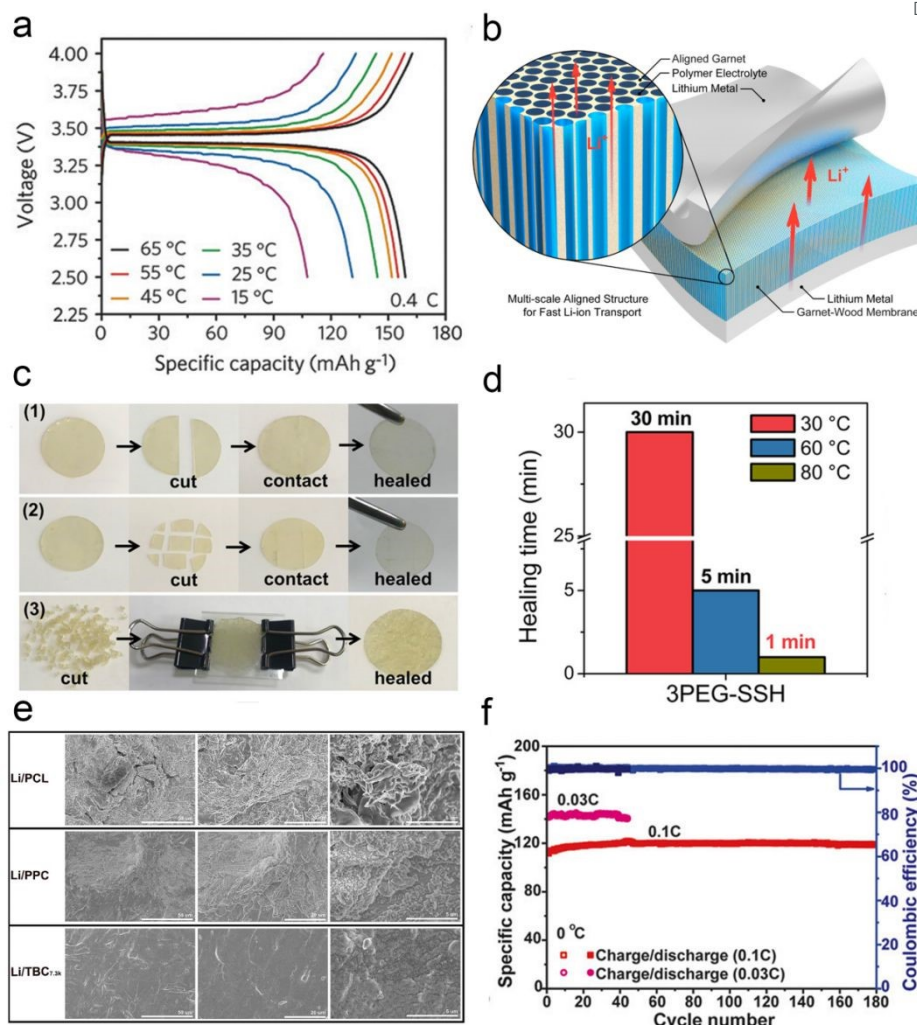 a
Voltage (V)
4.00
3.75
3.50
3.25
3.00
2.75
2.50
2.25
65 °C
55 °C
45 °C
35 °C
25 °C
15 °C
0.4 C
0 30 60 90 120 150 180
Specific capacity (mAh g-1)
b
Aligned Garnet
Polymer Electrolyte
Lithium Metal
Li+
Li+
Multi-scale Aligned Structure
for Fast Li-ion Transport
Lithium Metal
Garnet-Wood Membrane
c
(1)
cut contact healed
(2)
cut contact healed
(3)
cut healed
d
Healing time (min)
30
25
5
0
30 min
5 min
1 min
30 °C
60 °C
80 °C
3PEG-SSH
e
Li/PCL
Li/PPC
Li/TBC7.3k
f
Specific capacity (mAh g-1)
200
160
120
80
40
0
0.03C
0.1C
0 °C
Charge/discharge (0.1C)
Charge/discharge (0.03C)
100
80
60
40
20
0
Coulombic efficiency (%)
0 20 40 60 80 100 120 140 160 180
Cycle number